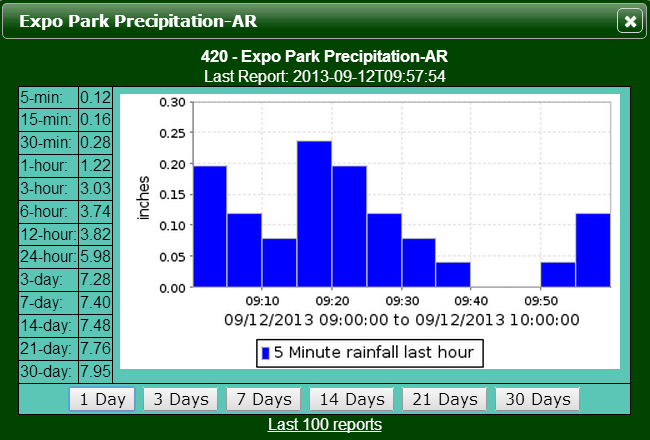 Expo Park Precipitation-AR
420 - Expo Park Precipitation-AR
Last Report: 2013-09-12T09:57:54
5-min: 0.12
15-min: 0.16
30-min: 0.28
1-hour: 1.22
3-hour: 3.03
6-hour: 3.74
12-hour: 3.82
24-hour: 5.98
3-day: 7.28
7-day: 7.40
14-day: 7.48
21-day: 7.76
30-day: 7.95
inches
0.30
0.25
0.20
0.15
0.10
0.05
0.00
09:10 09:20 09:30 09:40 09:50
09/12/2013 09:00:00 to 09/12/2013 10:00:00
5 Minute rainfall last hour
1 Day 3 Days 7 Days 14 Days 21 Days 30 Days
Last 100 reports